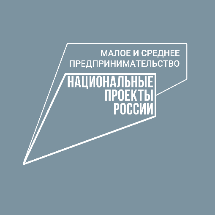 МАЛОЕ И СРЕДНЕЕ
ПРЕДПРИНИМАТЕЛЬСТВО
НАЦИОНАЛЬНЫЕ
ПРОЕКТЫ
РОССИИ